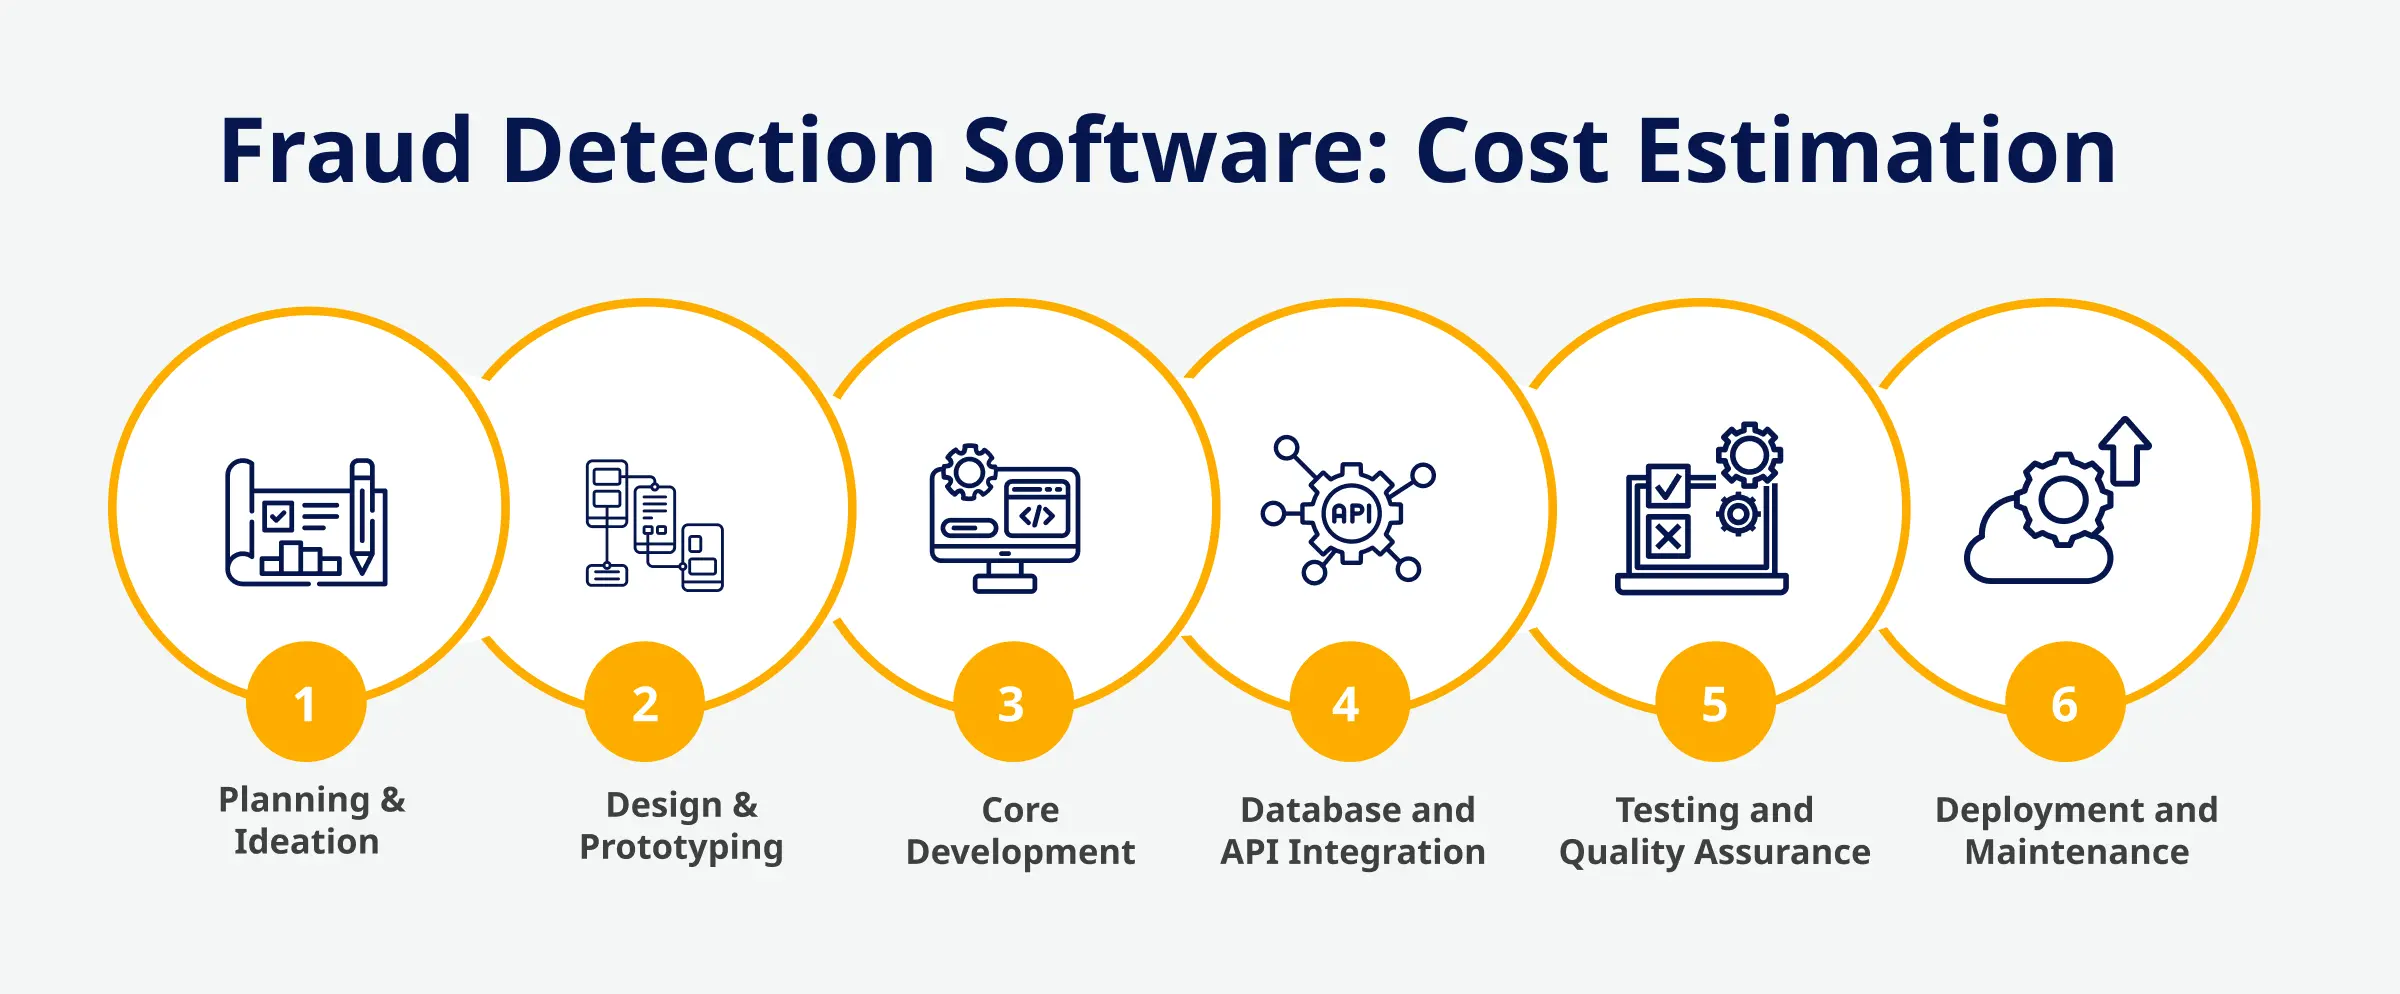 Fraud Detection Software: Cost Estimation
API
</>
1
2
3
4
5
6
Planning &
Ideation
Design &
Prototyping
Core
Development
Database and
API Integration
Testing and
Quality Assurance
Deployment and
Maintenance